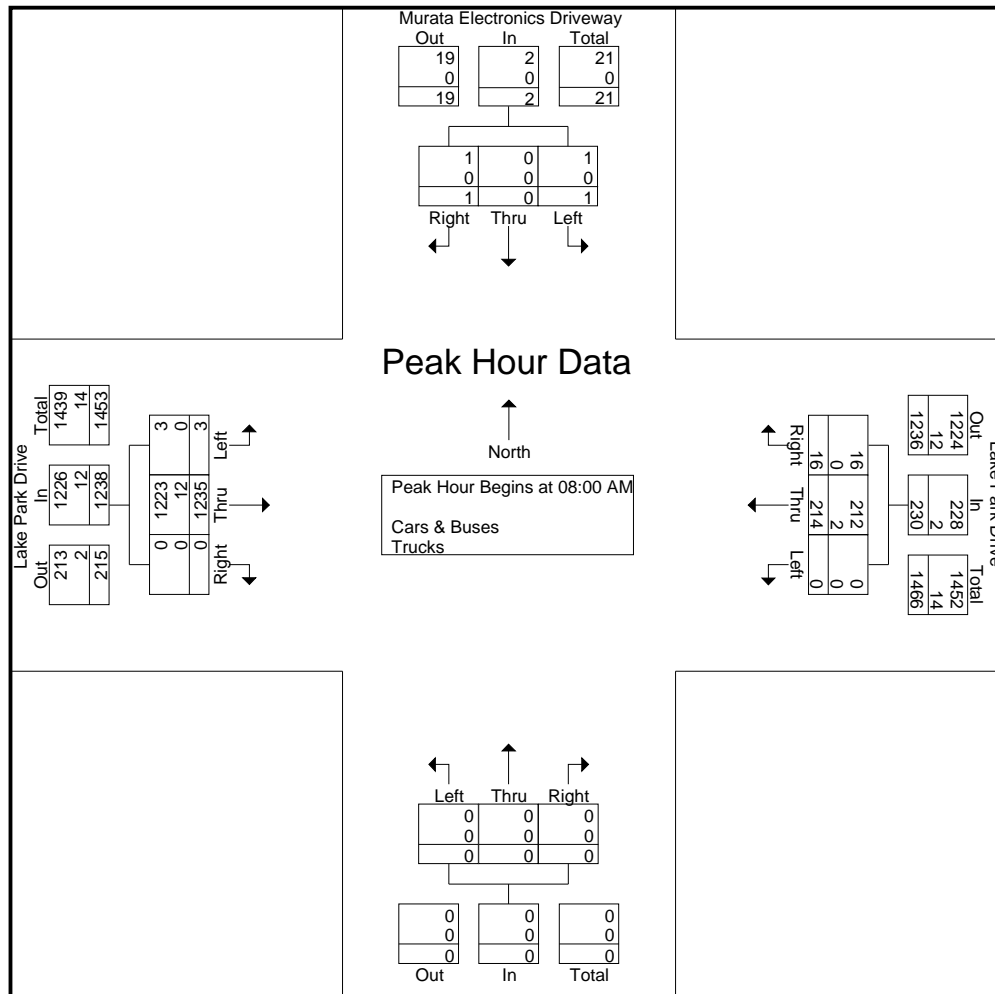 Murata Electronics Driveway
Out In Total
19 2 21
0 0 0
19 2 21
1 0 1
0 0 0
1 0 1
Right Thru Left
Peak Hour Data
North
Peak Hour Begins at 08:00 AM
Cars & Buses
Trucks
Lake Park Drive
Total In Out
1439 1226 213
14 12 2
1453 1238 215
3 1223 0
0 12 0
3 1235 0
Left Thru Right
Lake Park Drive
Out In Total
1224 228 1452
12 2 14
1236 230 1466
16 212 0
0 2 0
16 214 0
Right Thru Left
Left Thru Right
0 0 0
0 0 0
0 0 0
0 0 0
0 0 0
0 0 0
Out In Total